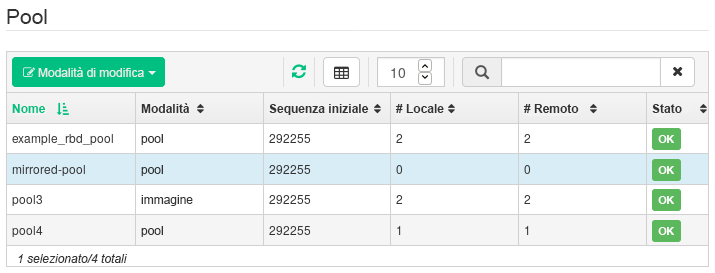 Pool
Modalità di modifica
10
Nome Modalità Sequenza iniziale # Locale # Remoto Stato
example_rbd_pool pool 292255 2 2 OK
mirrored-pool pool 292255 0 0 OK
pool3 immagine 292255 2 2 OK
pool4 pool 292255 1 1 OK
1 selezionato/4 totali